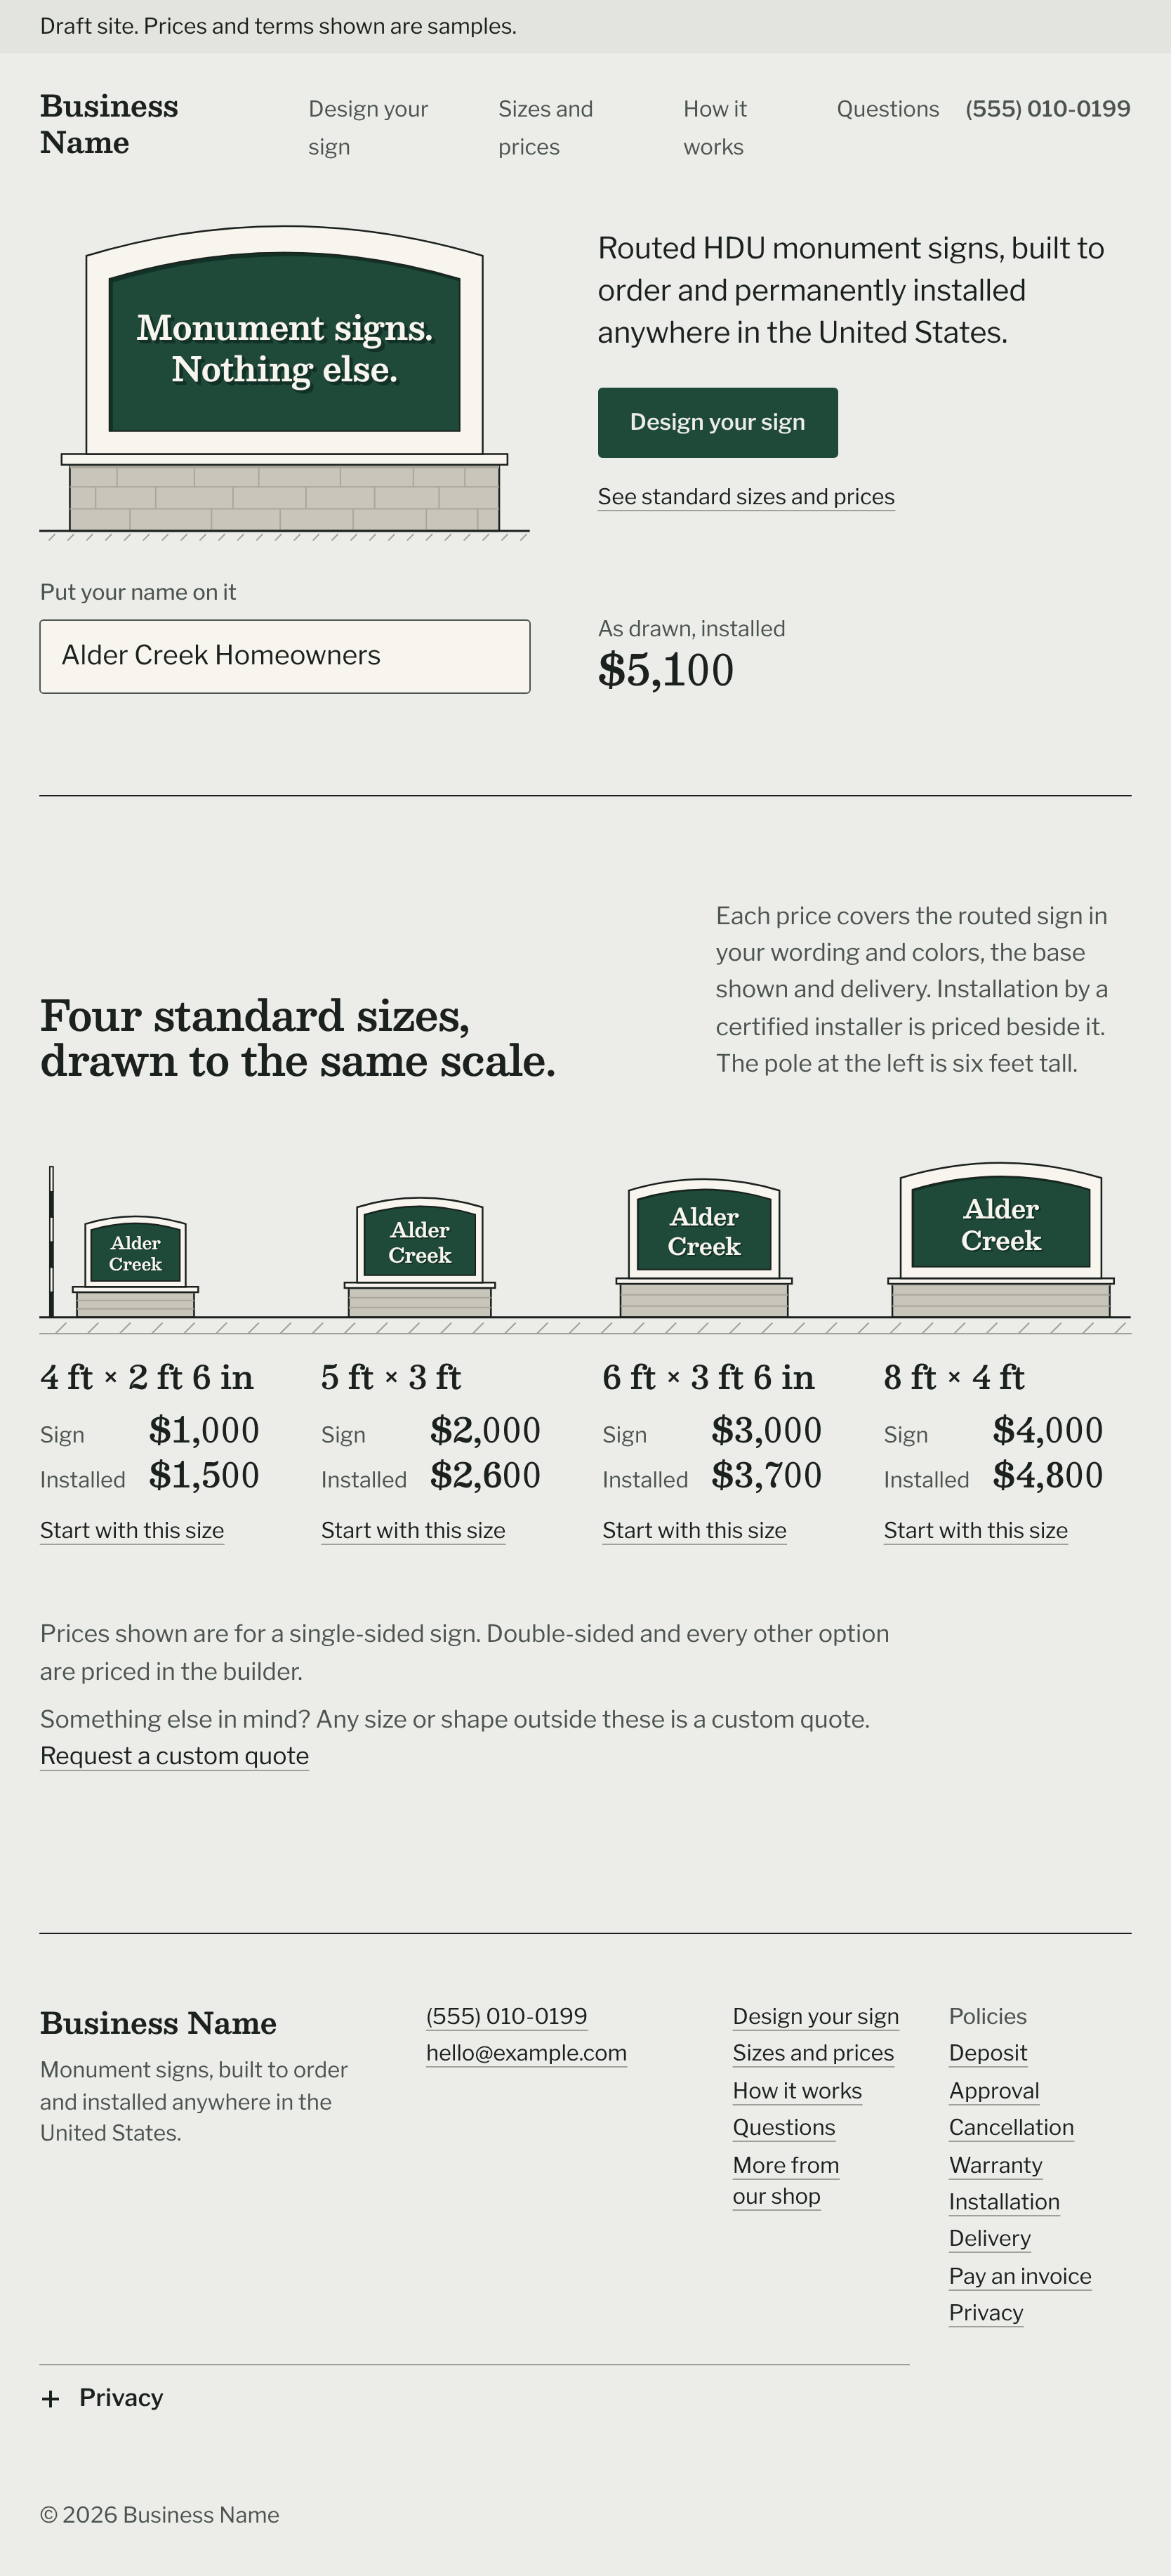 Draft site. Prices and terms shown are samples.
Business
Name
Design your
sign
Sizes and
prices
How it
works
Questions
(555) 010-0199
Monument signs.
Nothing else.
Routed HDU monument signs, built to
order and permanently installed
anywhere in the United States.
Design your sign
See standard sizes and prices
Put your name on it
Alder Creek Homeowners
As drawn, installed
$5,100
Four standard sizes,
drawn to the same scale.
Each price covers the routed sign in
your wording and colors, the base
shown and delivery. Installation by a
certified installer is priced beside it.
The pole at the left is six feet tall.
Alder
Creek
Alder
Creek
Alder
Creek
Alder
Creek
4 ft × 2 ft 6 in
Sign $1,000
Installed $1,500
Start with this size
5 ft × 3 ft
Sign $2,000
Installed $2,600
Start with this size
6 ft × 3 ft 6 in
Sign $3,000
Installed $3,700
Start with this size
8 ft × 4 ft
Sign $4,000
Installed $4,800
Start with this size
Prices shown are for a single-sided sign. Double-sided and every other option
are priced in the builder.
Something else in mind? Any size or shape outside these is a custom quote.
Request a custom quote
Business Name
Monument signs, built to order
and installed anywhere in the
United States.
(555) 010-0199
hello@example.com
Design your sign
Sizes and prices
How it works
Questions
More from
our shop
Policies
Deposit
Approval
Cancellation
Warranty
Installation
Delivery
Pay an invoice
Privacy
+ Privacy
© 2026 Business Name